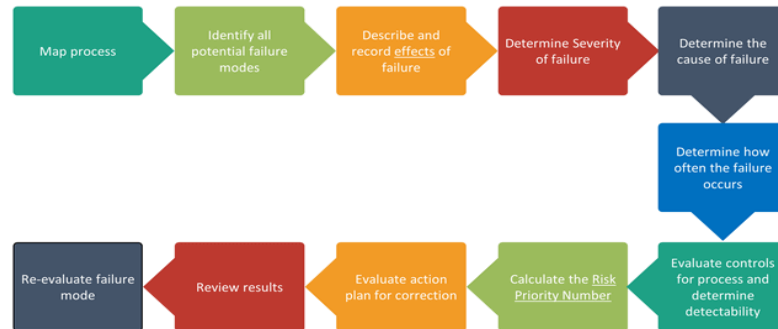 Map process
Identify all
potential failure
modes
Describe and
record effects of
failure
Determine Severity
of failure
Determine the
cause of failure
Determine how
often the failure
occurs
Evaluate controls
for process and
determine
detectability
Calculate the Risk
Priority Number
Evaluate action
plan for correction
Review results
Re-evaluate failure
mode